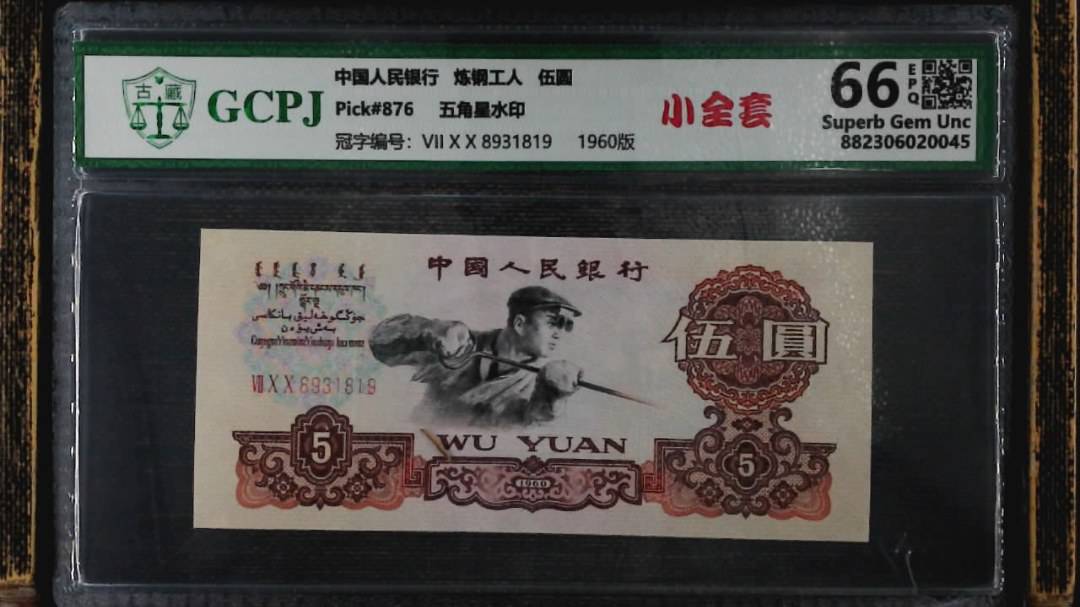 古 藏
GCPJ
中国人民银行 炼钢工人 伍圆
Pick#876 五角星水印
冠字编号：VII X X 8931819 1960版
小全套
66 EPQ
Superb Gem Unc
882306020045
中國人民銀行
伍圓
VII X X 8931819
5
WU YUAN
1960
5